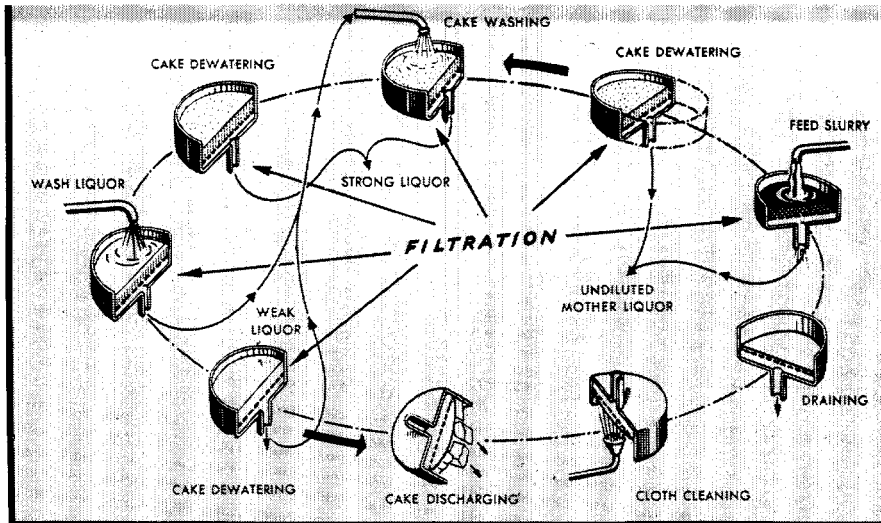 CAKE WASHING
CAKE DEWATERING
CAKE DEWATERING
FEED SLURRY
WASH LIQUOR
STRONG LIQUOR
FILTRATION
UNDILUTED
MOTHER LIQUOR
WEAK
LIQUOR
DRAINING
CAKE DEWATERING
CAKE DISCHARGING
CLOTH CLEANING